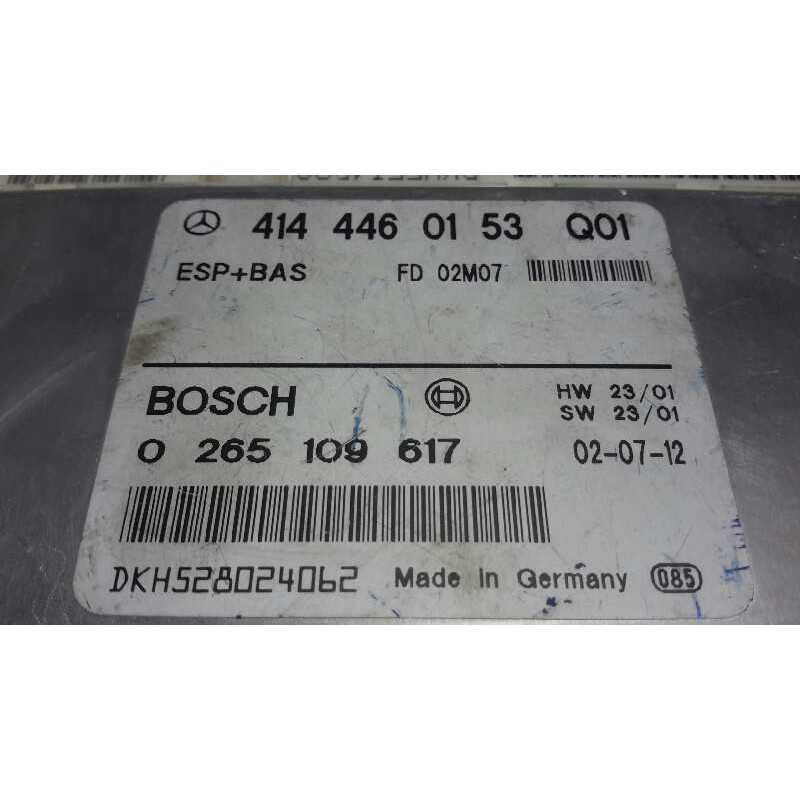 414 446 01 53 Q01
ESP+BAS FD 02M07
BOSCH HW 23/01
SW 23/01
0 265 109 617 02-07-12
DKH528024062 Made in Germany 085